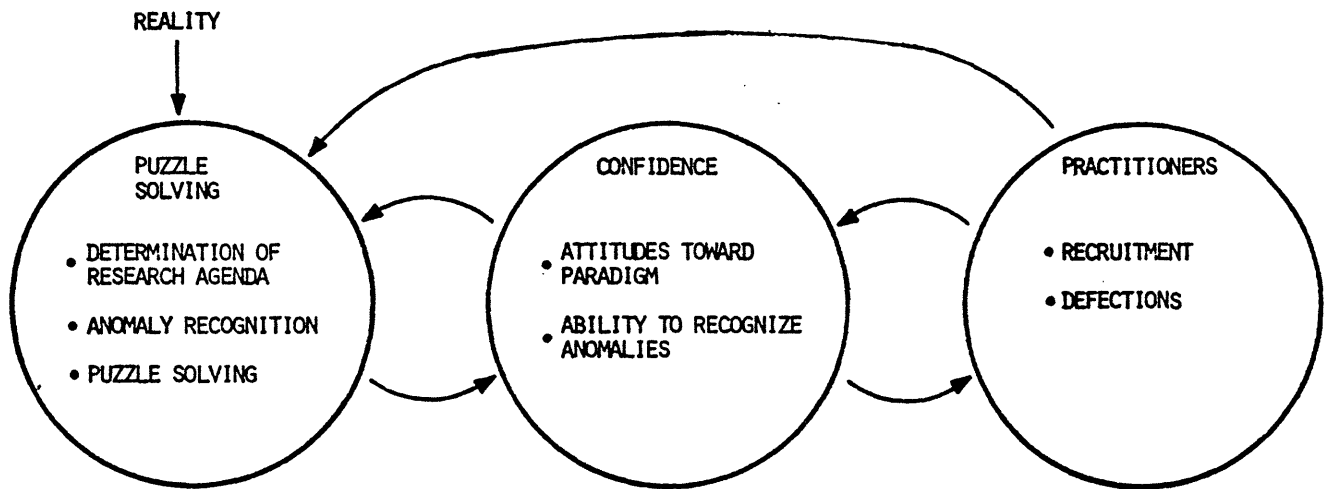 REALITY
PUZZLE
SOLVING
• DETERMINATION OF
RESEARCH AGENDA
• ANOMALY RECOGNITION
• PUZZLE SOLVING
CONFIDENCE
• ATTITUDES TOWARD
PARADIGM
• ABILITY TO RECOGNIZE
ANOMALIES
PRACTITIONERS
• RECRUITMENT
• DEFECTIONS